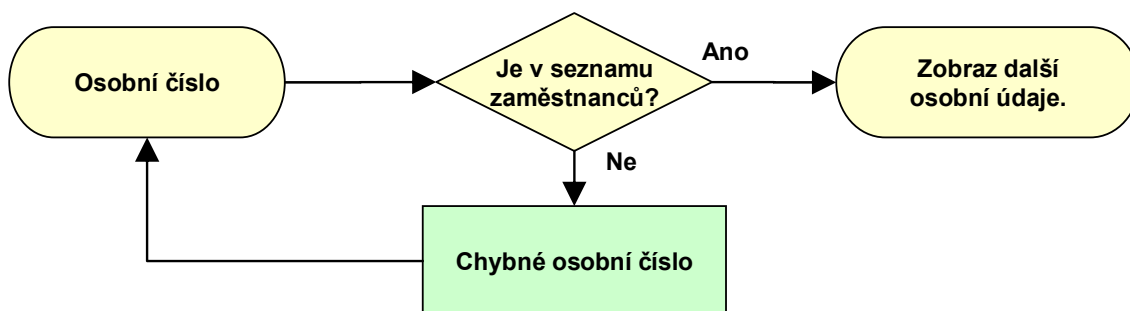 Osobní číslo
Je v seznamu
zaměstnanců?
Ano
Zobraz další
osobní údaje.
Ne
Chybné osobní číslo